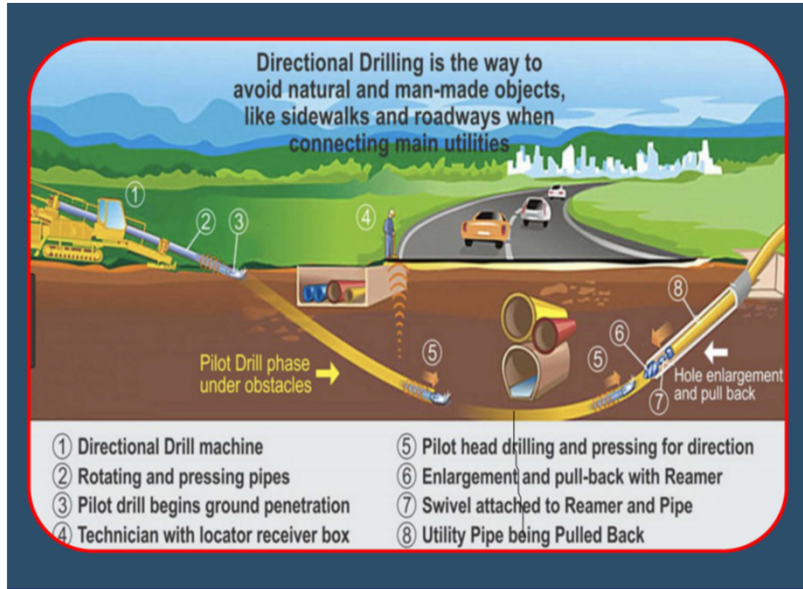 Directional Drilling is the way to
avoid natural and man-made objects,
like sidewalks and roadways when
connecting main utilities
①
②
③
④
⑧
⑥
⑤
⑤
Pilot Drill phase
under obstacles
Hole enlargement
and pull back
⑦
① Directional Drill machine
② Rotating and pressing pipes
③ Pilot drill begins ground penetration
④ Technician with locator receiver box
⑤ Pilot head drilling and pressing for direction
⑥ Enlargement and pull-back with Reamer
⑦ Swivel attached to Reamer and Pipe
⑧ Utility Pipe being Pulled Back